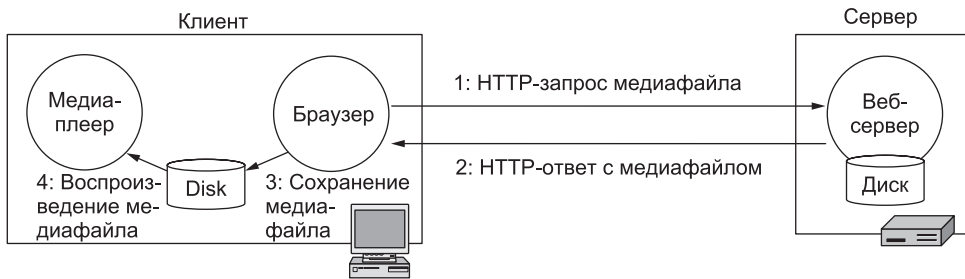 Клиент
Сервер
Медиа-
плеер
Браузер
1: HTTP-запрос медиафайла
2: HTTP-ответ с медиафайлом
Веб-
сервер
Диск
Disk
4: Воспроиз-
ведение ме-
диафайла
3: Сохранение
медиа-
файла